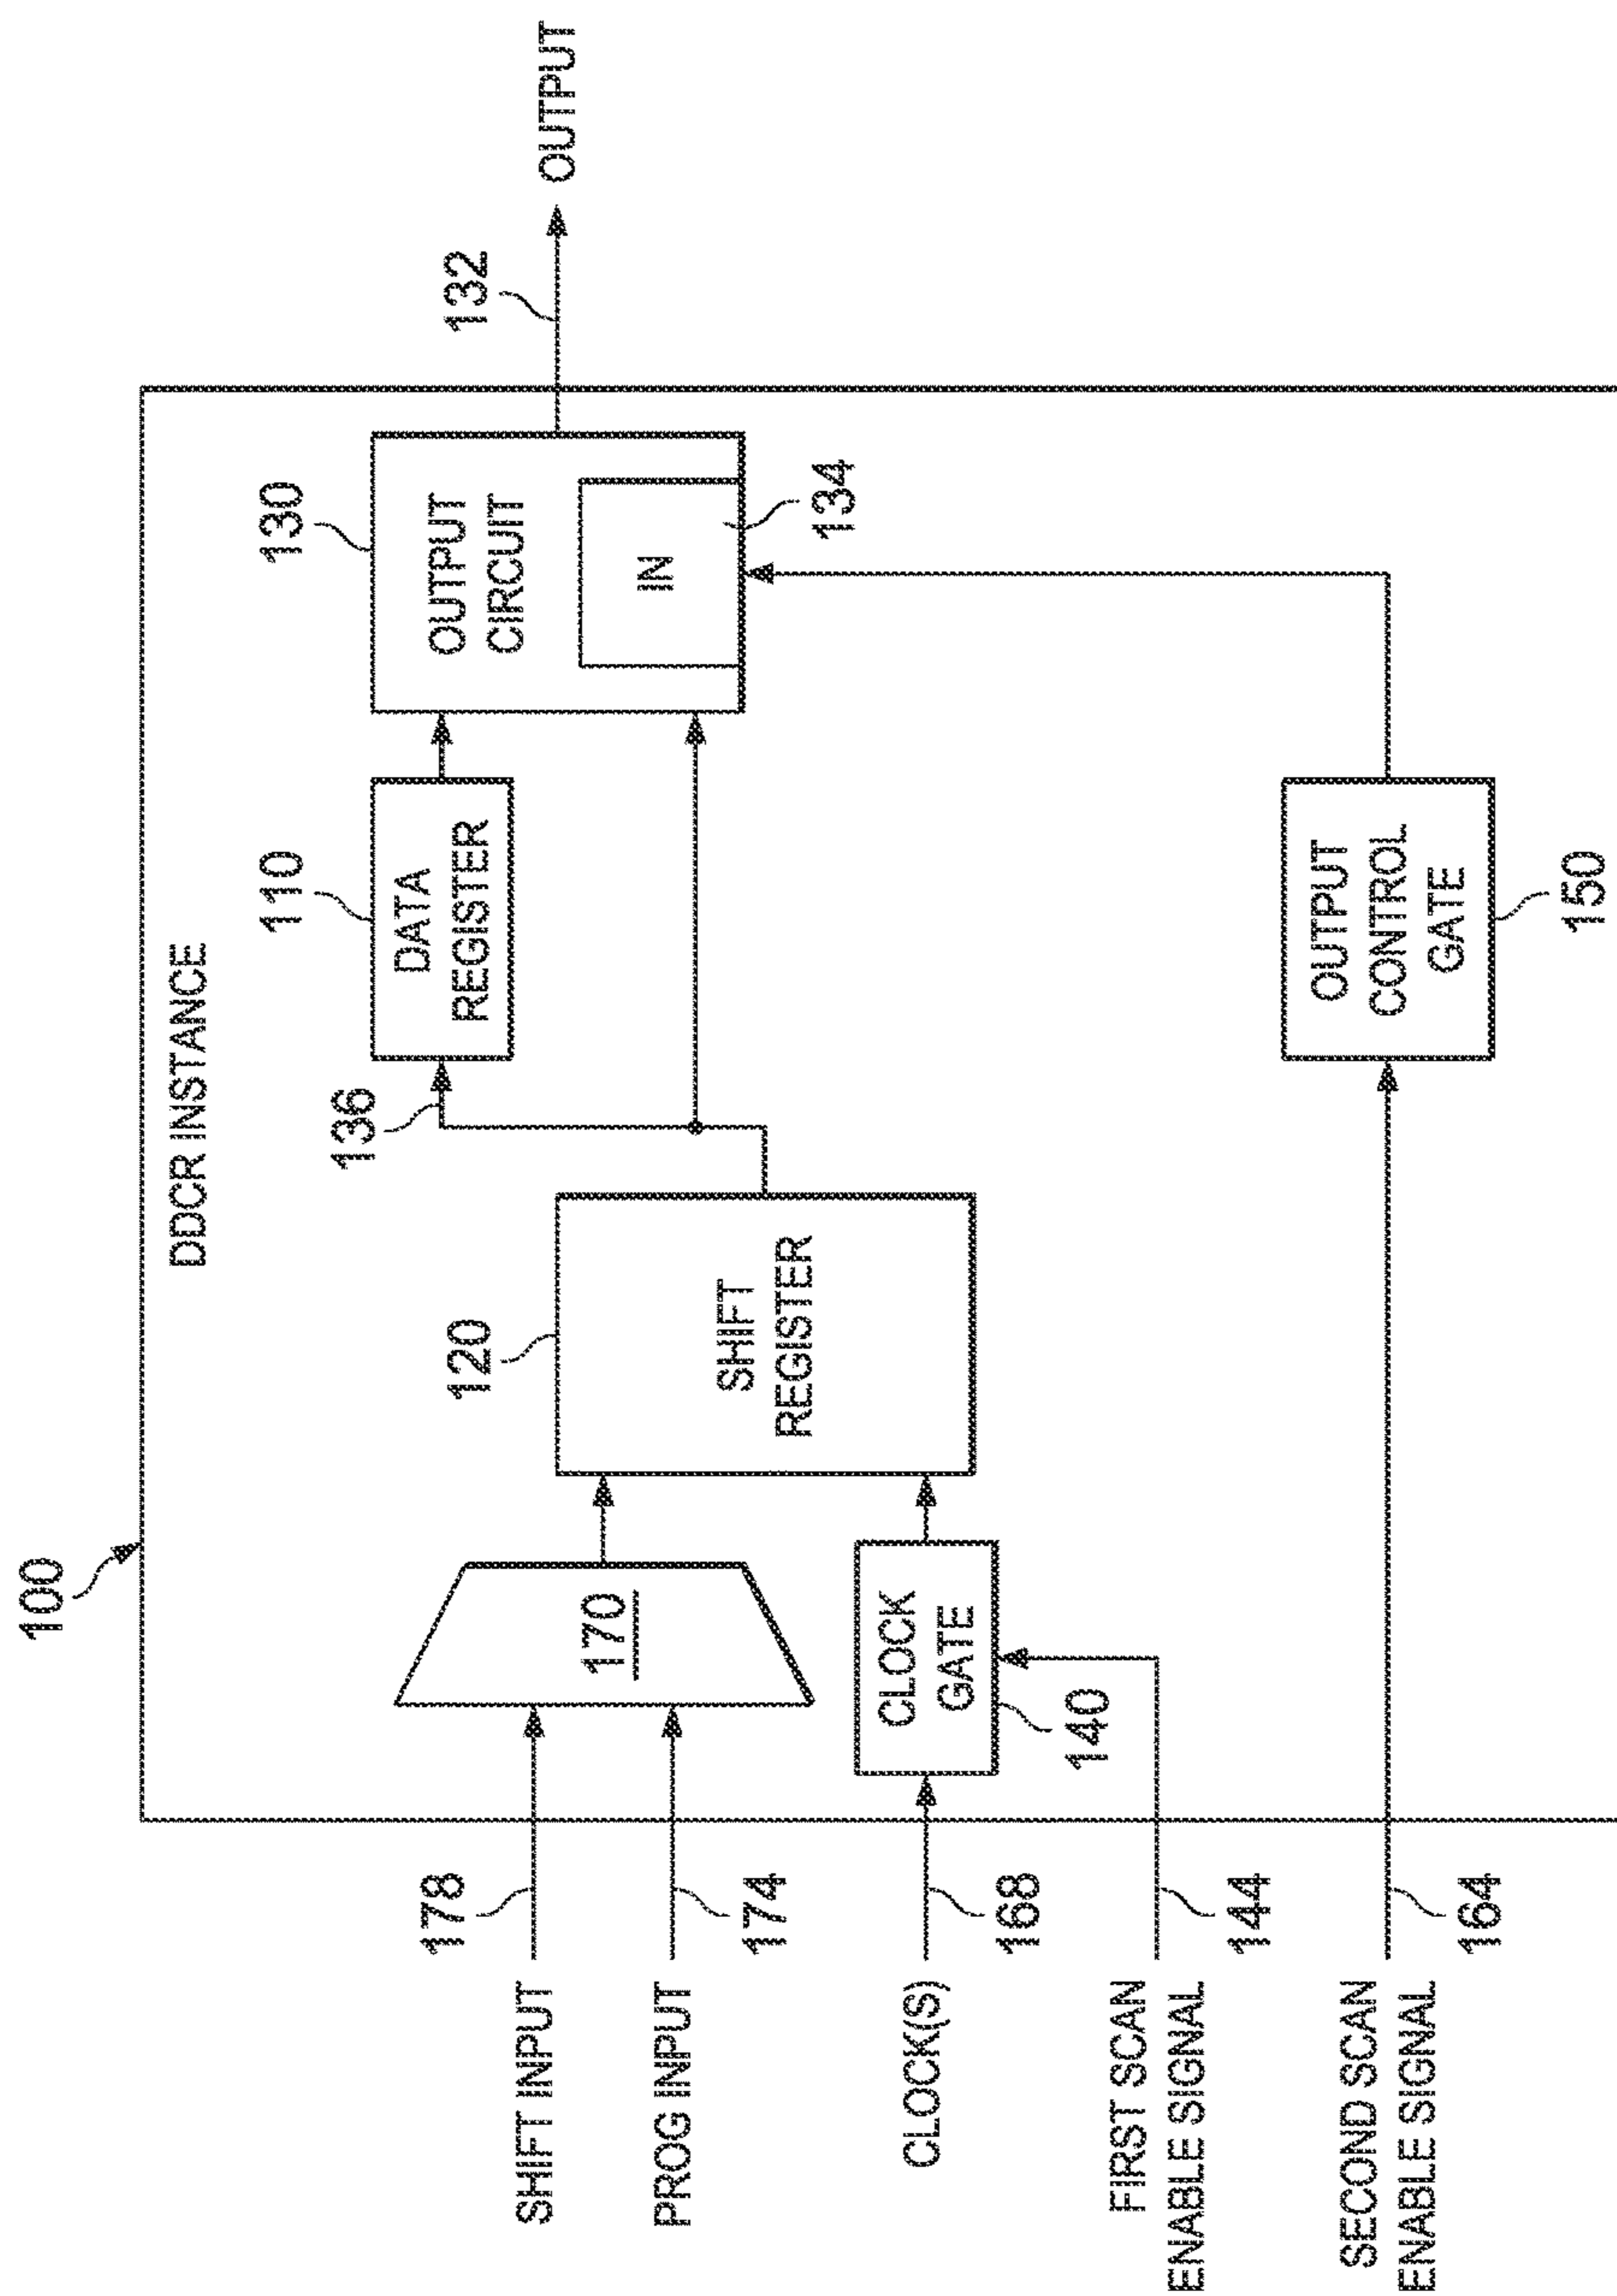 100
DDCR INSTANCE
130
110
136
132
OUTPUT
OUTPUT
CIRCUIT
IN
134
DATA
REGISTER
120
SHIFT
REGISTER
178
SHIFT INPUT
170
174
PROG INPUT
CLOCK
GATE
140
168
CLOCK(S)
144
FIRST SCAN
ENABLE SIGNAL
OUTPUT
CONTROL
GATE
150
164
SECOND SCAN
ENABLE SIGNAL